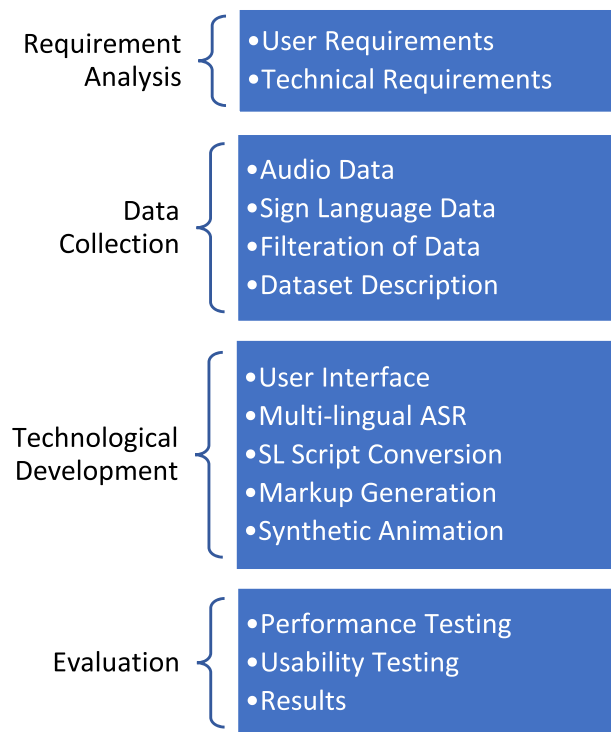 Requirement
Analysis
•User Requirements
•Technical Requirements
Data
Collection
•Audio Data
•Sign Language Data
•Filteration of Data
•Dataset Description
Technological
Development
•User Interface
•Multi-lingual ASR
•SL Script Conversion
•Markup Generation
•Synthetic Animation
Evaluation
•Performance Testing
•Usability Testing
•Results